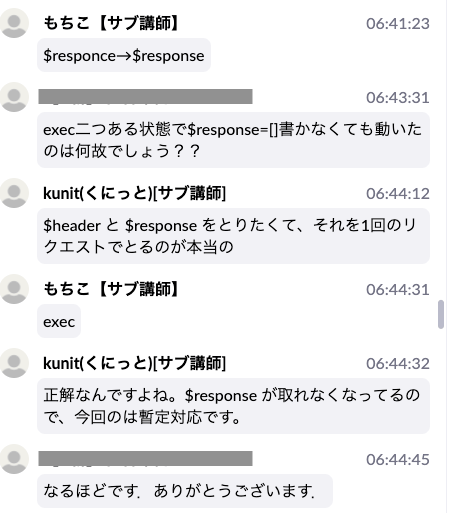 もちこ【サブ講師】 06:41:23
$responce→$response
06:43:31
exec二つある状態で$response=[]書かなくても動いた
のは何故でしょう？？
kunit(くにっと)[サブ講師] 06:44:12
$header と $response をとりたくて、それを1回のリ
クエストでとるのが本当の
もちこ【サブ講師】 06:44:31
exec
kunit(くにっと)[サブ講師] 06:44:32
正解なんですよね。$response が取れなくなってるの
で、今回のは暫定対応です。
06:44:45
なるほどです．ありがとうございます．